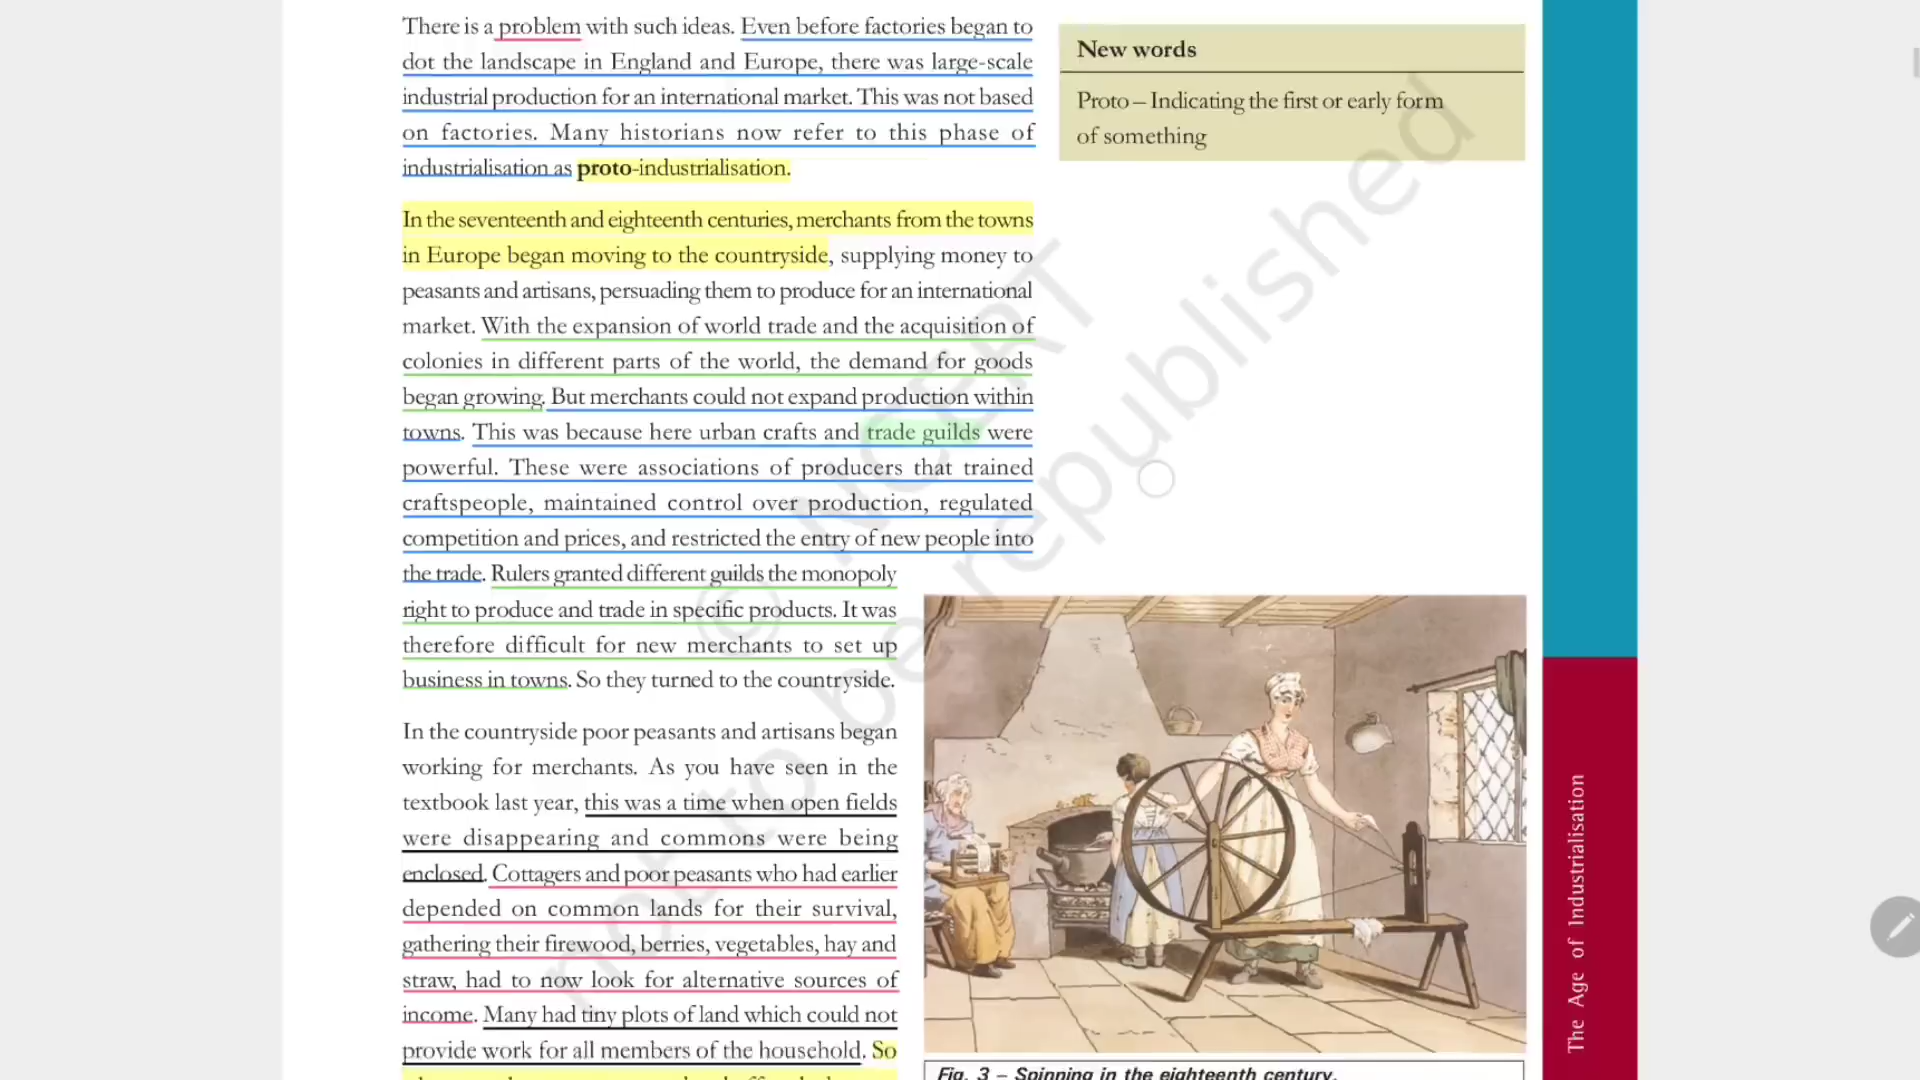 There is a problem with such ideas. Even before factories began to
dot the landscape in England and Europe, there was large-scale
industrial production for an international market. This was not based
on factories. Many historians now refer to this phase of
industrialisation as proto-industrialisation.
In the seventeenth and eighteenth centuries, merchants from the towns
in Europe began moving to the countryside, supplying money to
peasants and artisans, persuading them to produce for an international
market. With the expansion of world trade and the acquisition of
colonies in different parts of the world, the demand for goods
began growing. But merchants could not expand production within
towns. This was because here urban crafts and trade guilds were
powerful. These were associations of producers that trained
craftspeople, maintained control over production, regulated
competition and prices, and restricted the entry of new people into
the trade. Rulers granted different guilds the monopoly
right to produce and trade in specific products. It was
therefore difficult for new merchants to set up
business in towns. So they turned to the countryside.
In the countryside poor peasants and artisans began
working for merchants. As you have seen in the
textbook last year, this was a time when open fields
were disappearing and commons were being
enclosed. Cottagers and poor peasants who had earlier
depended on common lands for their survival,
gathering their firewood, berries, vegetables, hay and
straw, had to now look for alternative sources of
income. Many had tiny plots of land which could not
provide work for all members of the household. So
New words
Proto – Indicating the first or early form
of something
Fig. 3 – Spinning in the eighteenth century.
The Age of Industrialisation
© NCERT
not to be republished